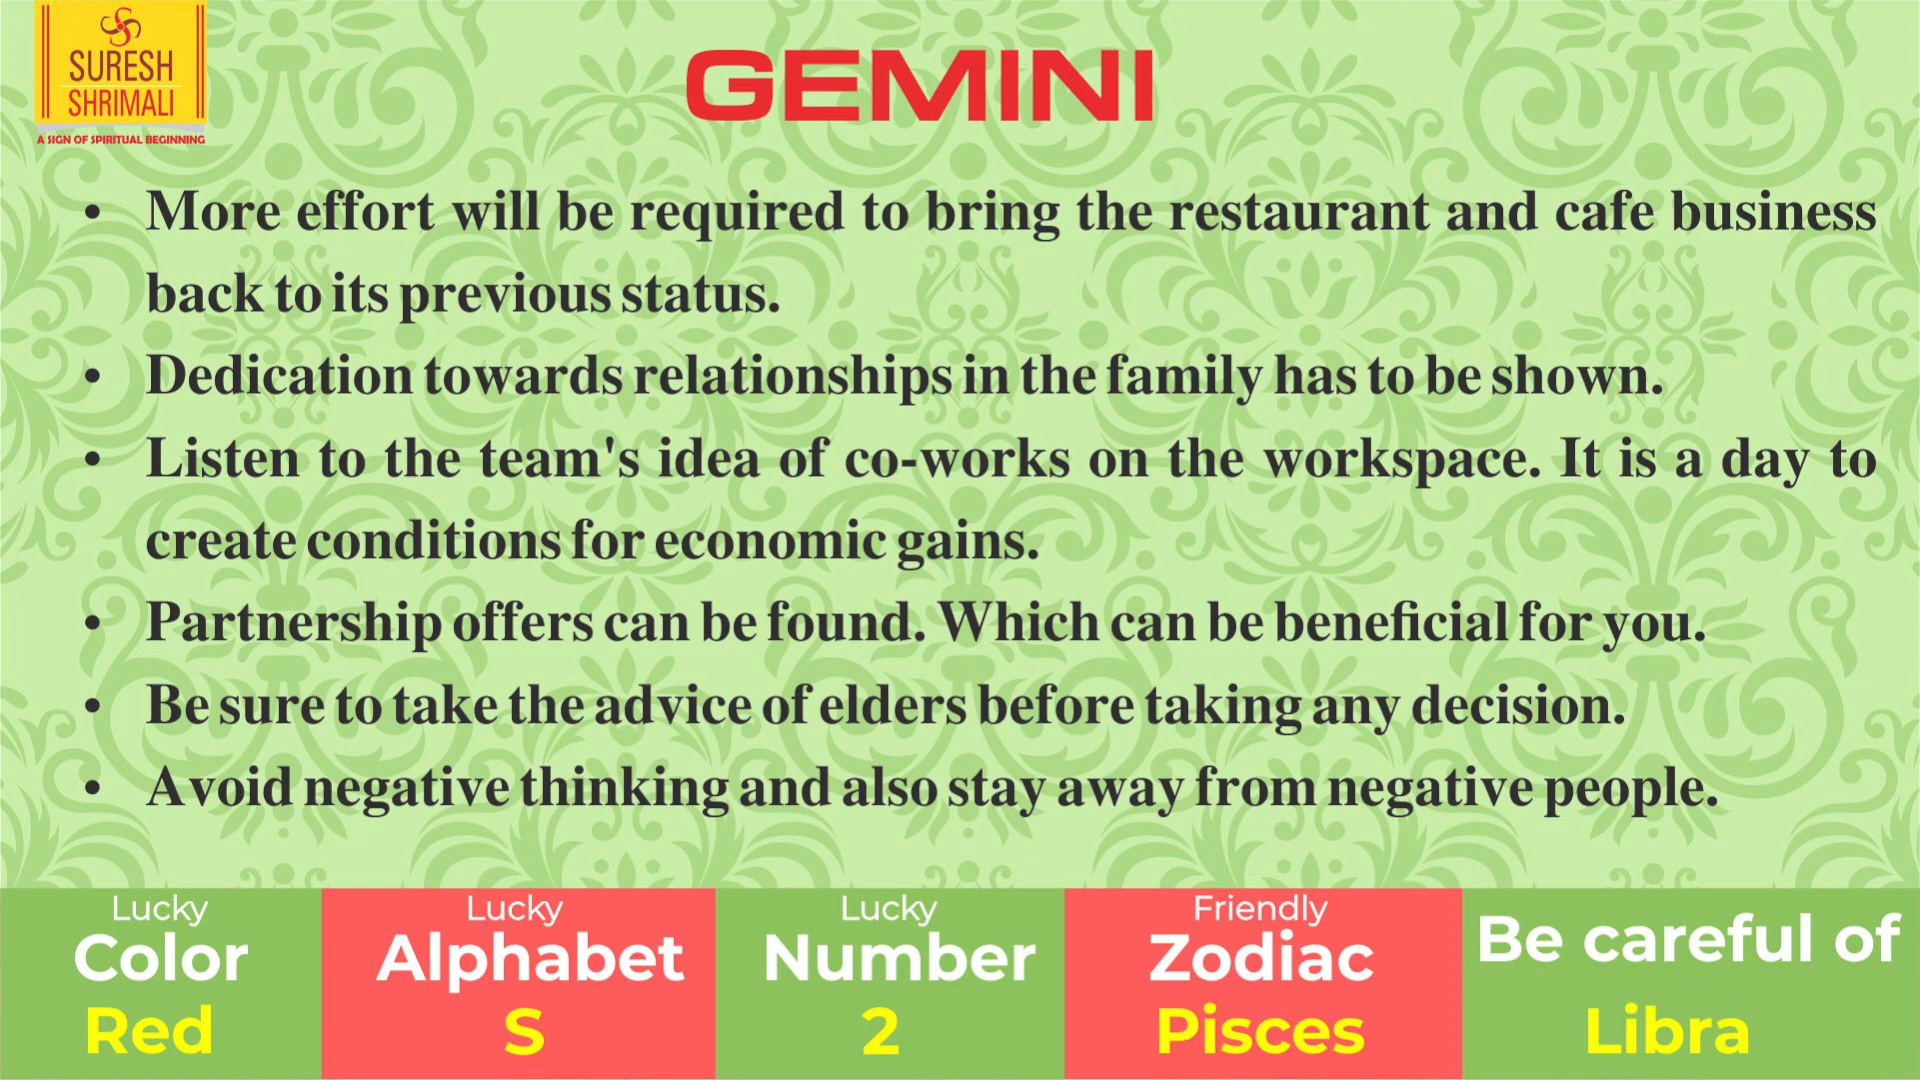 SURESH
SHRIMALI
A SIGN OF SPIRITUAL BEGINNING
GEMINI
• More effort will be required to bring the restaurant and cafe business
back to its previous status.
• Dedication towards relationships in the family has to be shown.
• Listen to the team's idea of co-works on the workspace. It is a day to
create conditions for economic gains.
• Partnership offers can be found. Which can be beneficial for you.
• Be sure to take the advice of elders before taking any decision.
• Avoid negative thinking and also stay away from negative people.
Lucky
Color
Red
Lucky
Alphabet
S
Lucky
Number
2
Friendly
Zodiac
Pisces
Be careful of
Libra